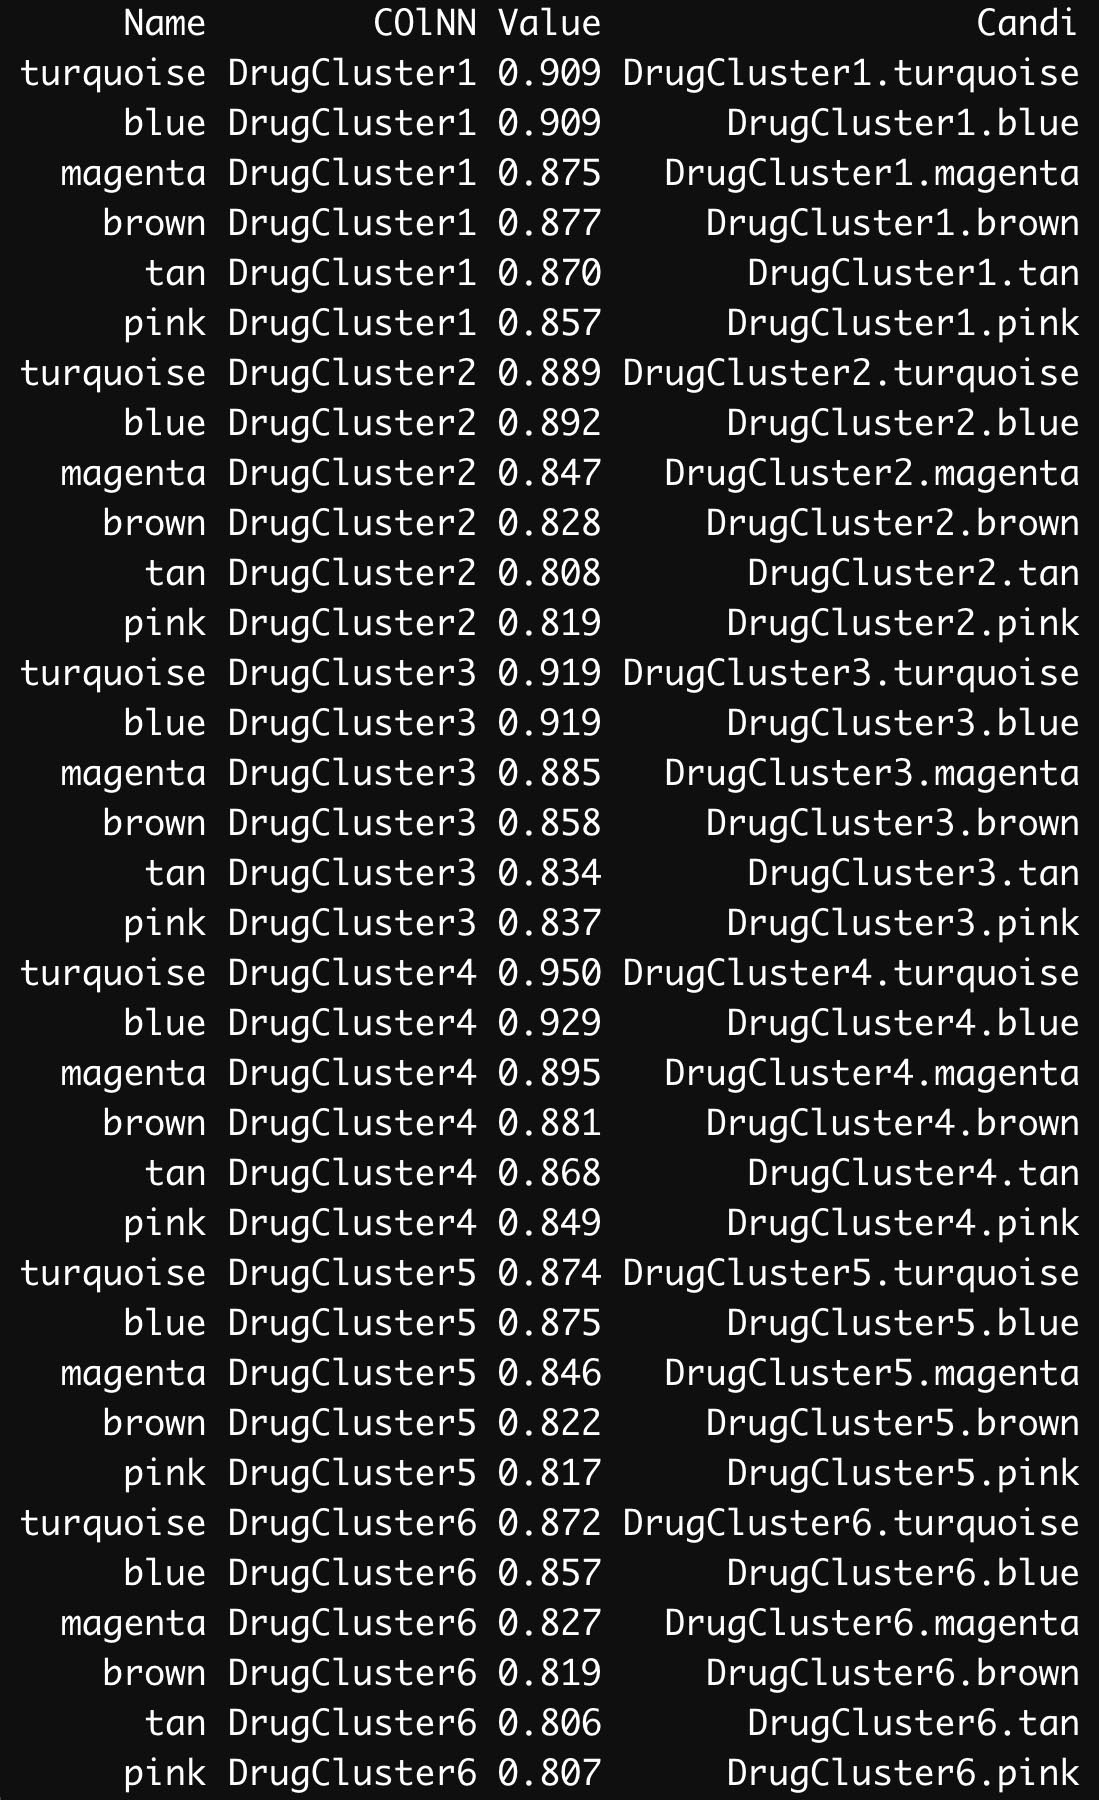 Name COlNN Value Candi
turquoise DrugCluster1 0.909 DrugCluster1.turquoise
blue DrugCluster1 0.909 DrugCluster1.blue
magenta DrugCluster1 0.875 DrugCluster1.magenta
brown DrugCluster1 0.877 DrugCluster1.brown
tan DrugCluster1 0.870 DrugCluster1.tan
pink DrugCluster1 0.857 DrugCluster1.pink
turquoise DrugCluster2 0.889 DrugCluster2.turquoise
blue DrugCluster2 0.892 DrugCluster2.blue
magenta DrugCluster2 0.847 DrugCluster2.magenta
brown DrugCluster2 0.828 DrugCluster2.brown
tan DrugCluster2 0.808 DrugCluster2.tan
pink DrugCluster2 0.819 DrugCluster2.pink
turquoise DrugCluster3 0.919 DrugCluster3.turquoise
blue DrugCluster3 0.919 DrugCluster3.blue
magenta DrugCluster3 0.885 DrugCluster3.magenta
brown DrugCluster3 0.858 DrugCluster3.brown
tan DrugCluster3 0.834 DrugCluster3.tan
pink DrugCluster3 0.837 DrugCluster3.pink
turquoise DrugCluster4 0.950 DrugCluster4.turquoise
blue DrugCluster4 0.929 DrugCluster4.blue
magenta DrugCluster4 0.895 DrugCluster4.magenta
brown DrugCluster4 0.881 DrugCluster4.brown
tan DrugCluster4 0.868 DrugCluster4.tan
pink DrugCluster4 0.849 DrugCluster4.pink
turquoise DrugCluster5 0.874 DrugCluster5.turquoise
blue DrugCluster5 0.875 DrugCluster5.blue
magenta DrugCluster5 0.846 DrugCluster5.magenta
brown DrugCluster5 0.822 DrugCluster5.brown
pink DrugCluster5 0.817 DrugCluster5.pink
turquoise DrugCluster6 0.872 DrugCluster6.turquoise
blue DrugCluster6 0.857 DrugCluster6.blue
magenta DrugCluster6 0.827 DrugCluster6.magenta
brown DrugCluster6 0.819 DrugCluster6.brown
tan DrugCluster6 0.806 DrugCluster6.tan
pink DrugCluster6 0.807 DrugCluster6.pink